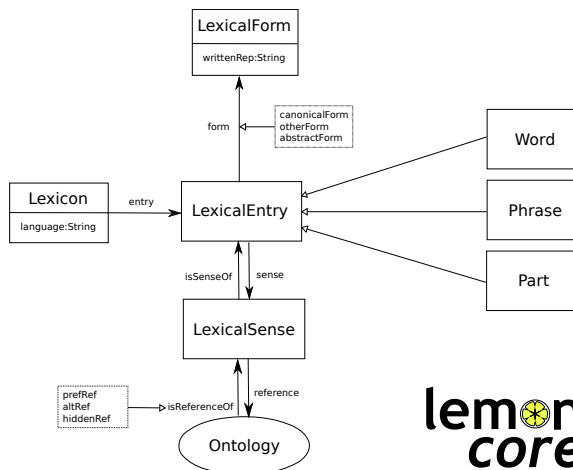 LexicalForm
writtenRep:String
form
canonicalForm
otherForm
abstractForm
Word
Lexicon
language:String
entry
LexicalEntry
Phrase
Part
isSenseOf
sense
LexicalSense
prefRef
altRef
hiddenRef
isReferenceOf
reference
Ontology
lemon
core